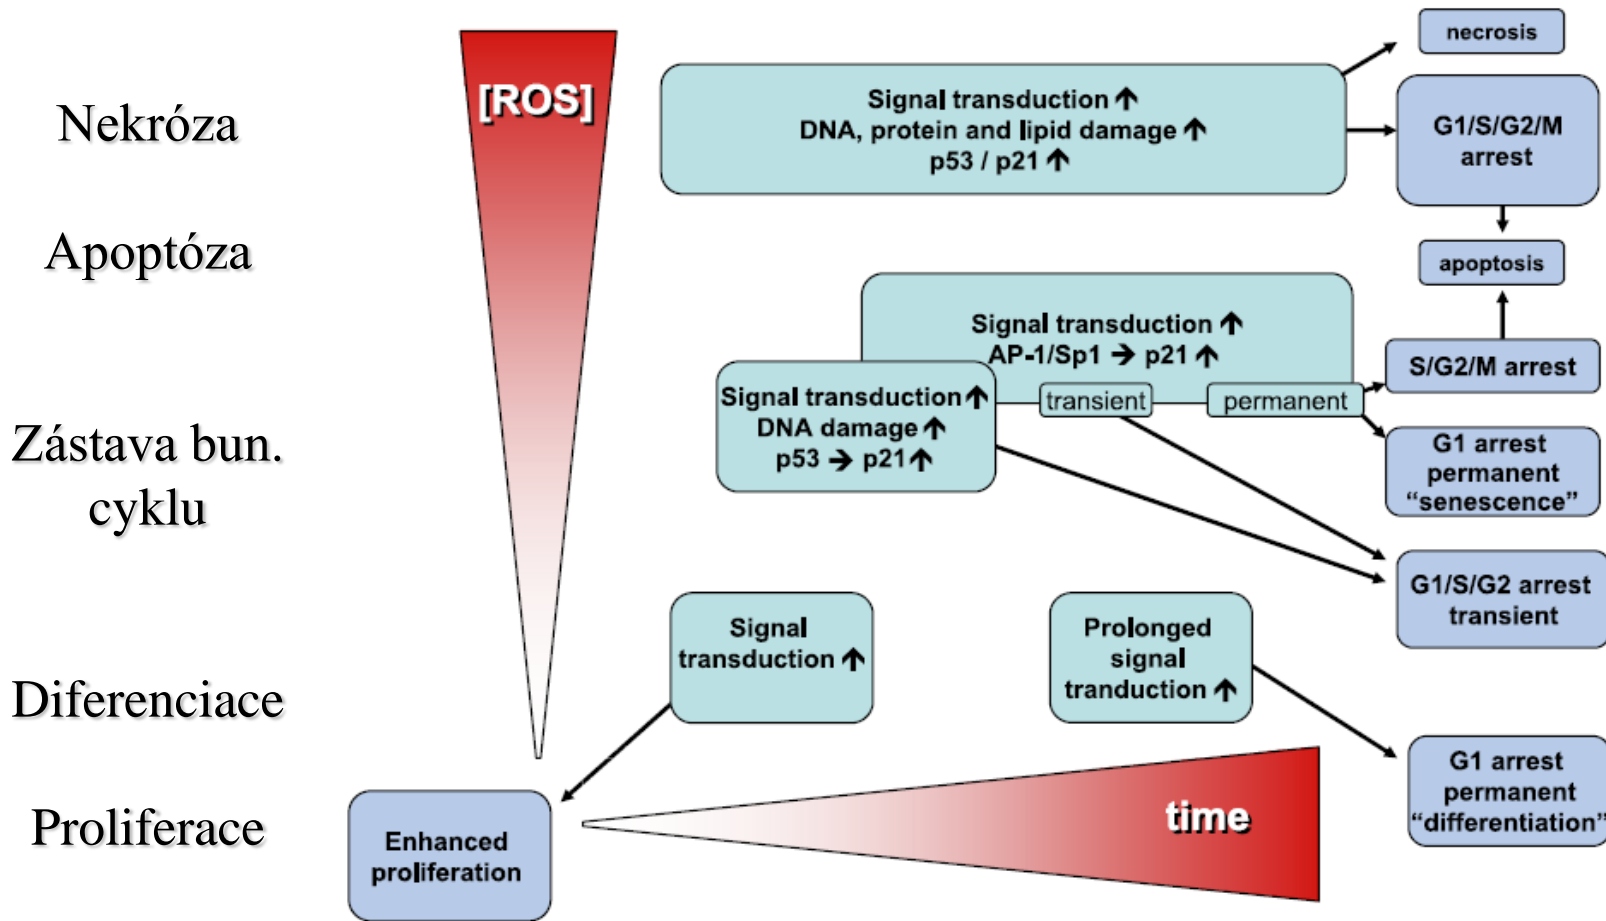 Nekróza
Apoptóza
Zástava bun.
cyklu
Diferenciace
Proliferace
[ROS]
Signal transduction ↑
DNA, protein and lipid damage ↑
p53 / p21 ↑
necrosis
G1/S/G2/M
arrest
apoptosis
Signal transduction ↑
AP-1/Sp1 → p21 ↑
transient
permanent
Signal transduction ↑
DNA damage ↑
p53 → p21 ↑
S/G2/M arrest
G1 arrest
permanent
“senescence”
G1/S/G2 arrest
transient
Signal
transduction ↑
Prolonged
signal
tranduction ↑
G1 arrest
permanent
“differentiation”
Enhanced
proliferation
time